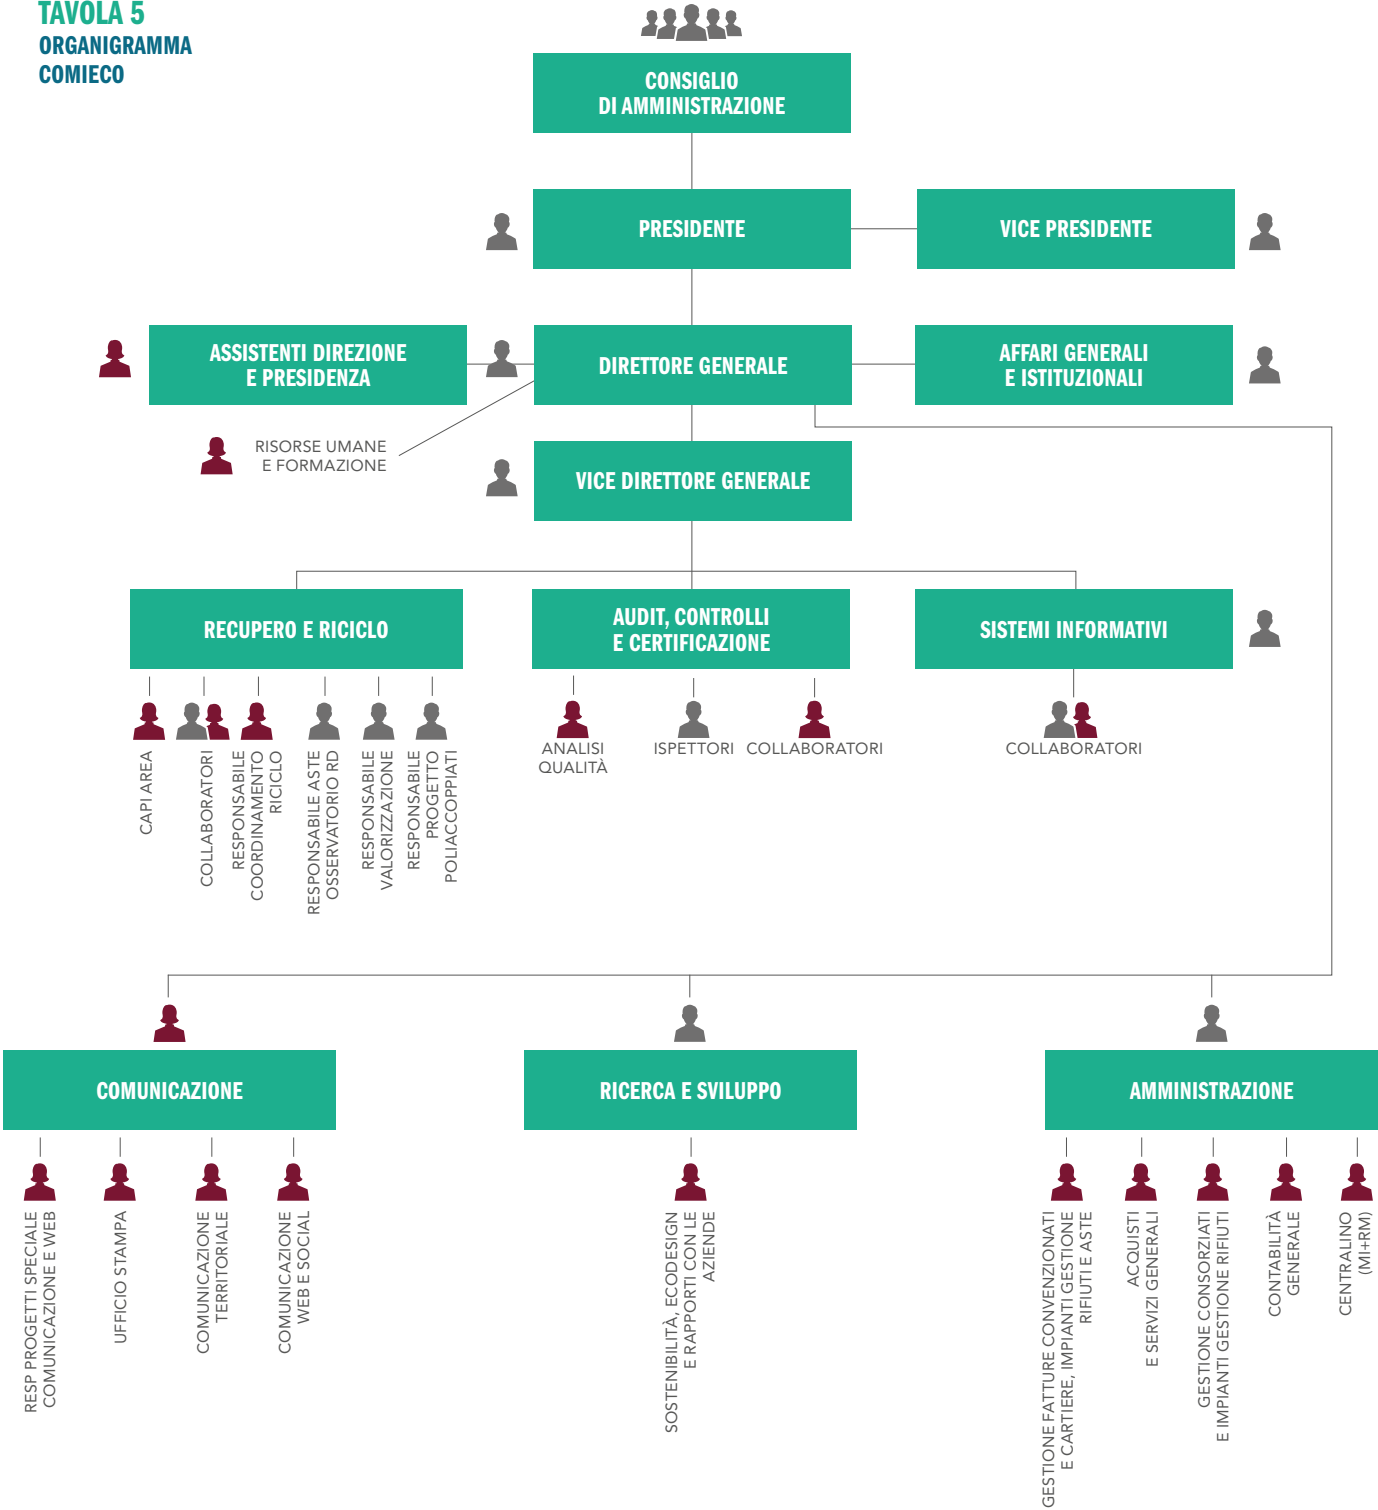 TAVOLA 5
ORGANIGRAMMA
COMIECO
CONSIGLIO
DI AMMINISTRAZIONE
PRESIDENTE
VICE PRESIDENTE
ASSISTENTI DIREZIONE
E PRESIDENZA
DIRETTORE GENERALE
AFFARI GENERALI
E ISTITUZIONALI
RISORSE UMANE
E FORMAZIONE
VICE DIRETTORE GENERALE
RECUPERO E RICICLO
AUDIT, CONTROLLI
E CERTIFICAZIONE
SISTEMI INFORMATIVI
CAPI AREA
COLLABORATORI
RESPONSABILE
COORDINAMENTO
RICICLO
RESPONSABILE ASTE
OSSERVATORIO RD
RESPONSABILE
VALORIZZAZIONE
RESPONSABILE
PROGETTO
POLIACCOPPIATI
ANALISI
QUALITÀ
ISPETTORI
COLLABORATORI
COLLABORATORI
COMUNICAZIONE
RICERCA E SVILUPPO
AMMINISTRAZIONE
RESP PROGETTI SPECIALE
COMUNICAZIONE E WEB
UFFICIO STAMPA
COMUNICAZIONE
TERRITORIALE
COMUNICAZIONE
WEB E SOCIAL
SOSTENIBILITÀ, ECODESIGN
E RAPPORTI CON LE
AZIENDE
GESTIONE FATTURE CONVENZIONATI
E CARTIERE, IMPIANTI GESTIONE
RIFIUTI E ASTE
ACQUISTI
E SERVIZI GENERALI
GESTIONE CONSORZIATI
E IMPIANTI GESTIONE RIFIUTI
CONTABILITÀ
GENERALE
CENTRALINO
(MI+RM)